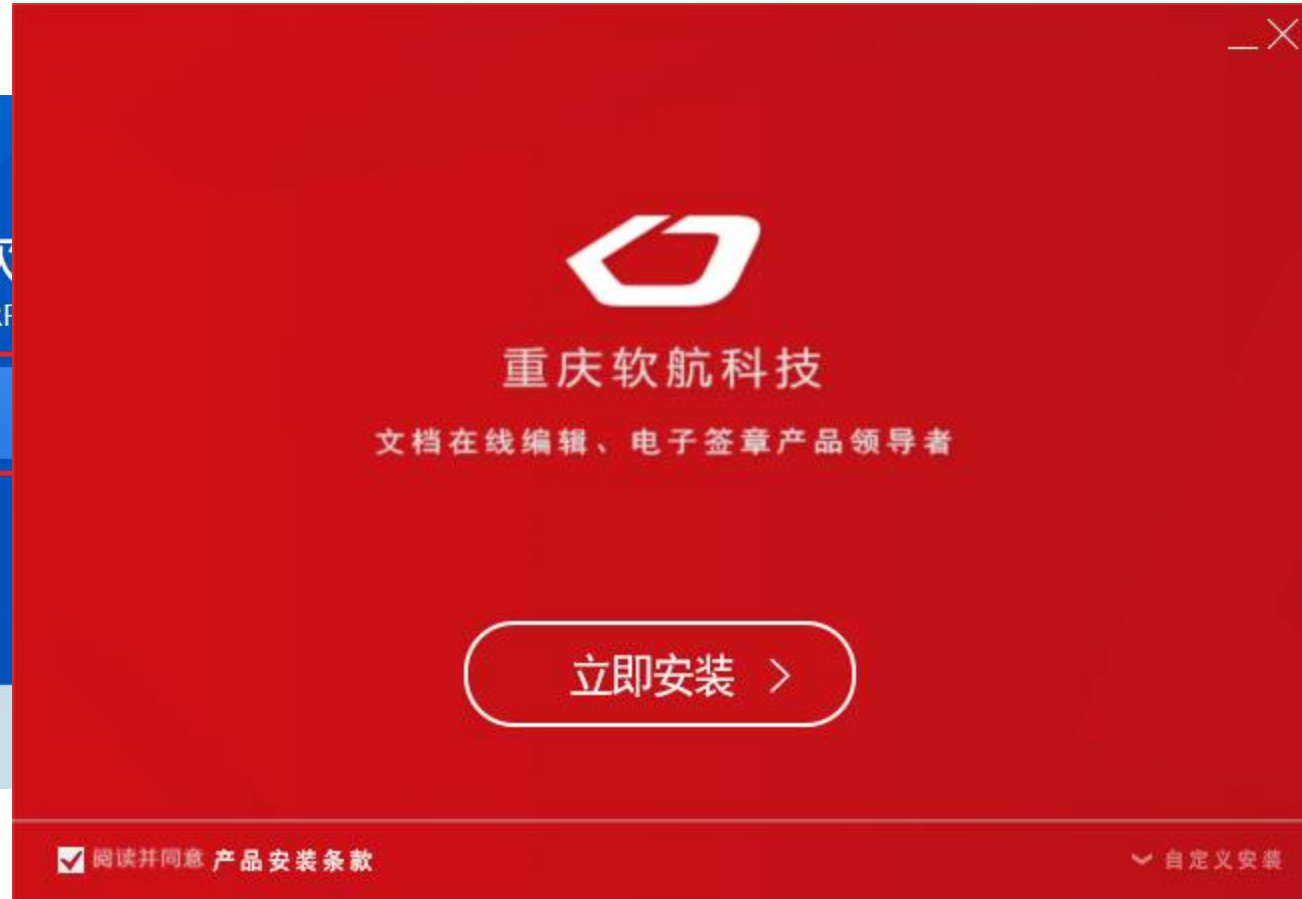 重庆软航科技
文档在线编辑、电子签章产品领导者
立即安装
阅读并同意 产品安装条款
自定义安装